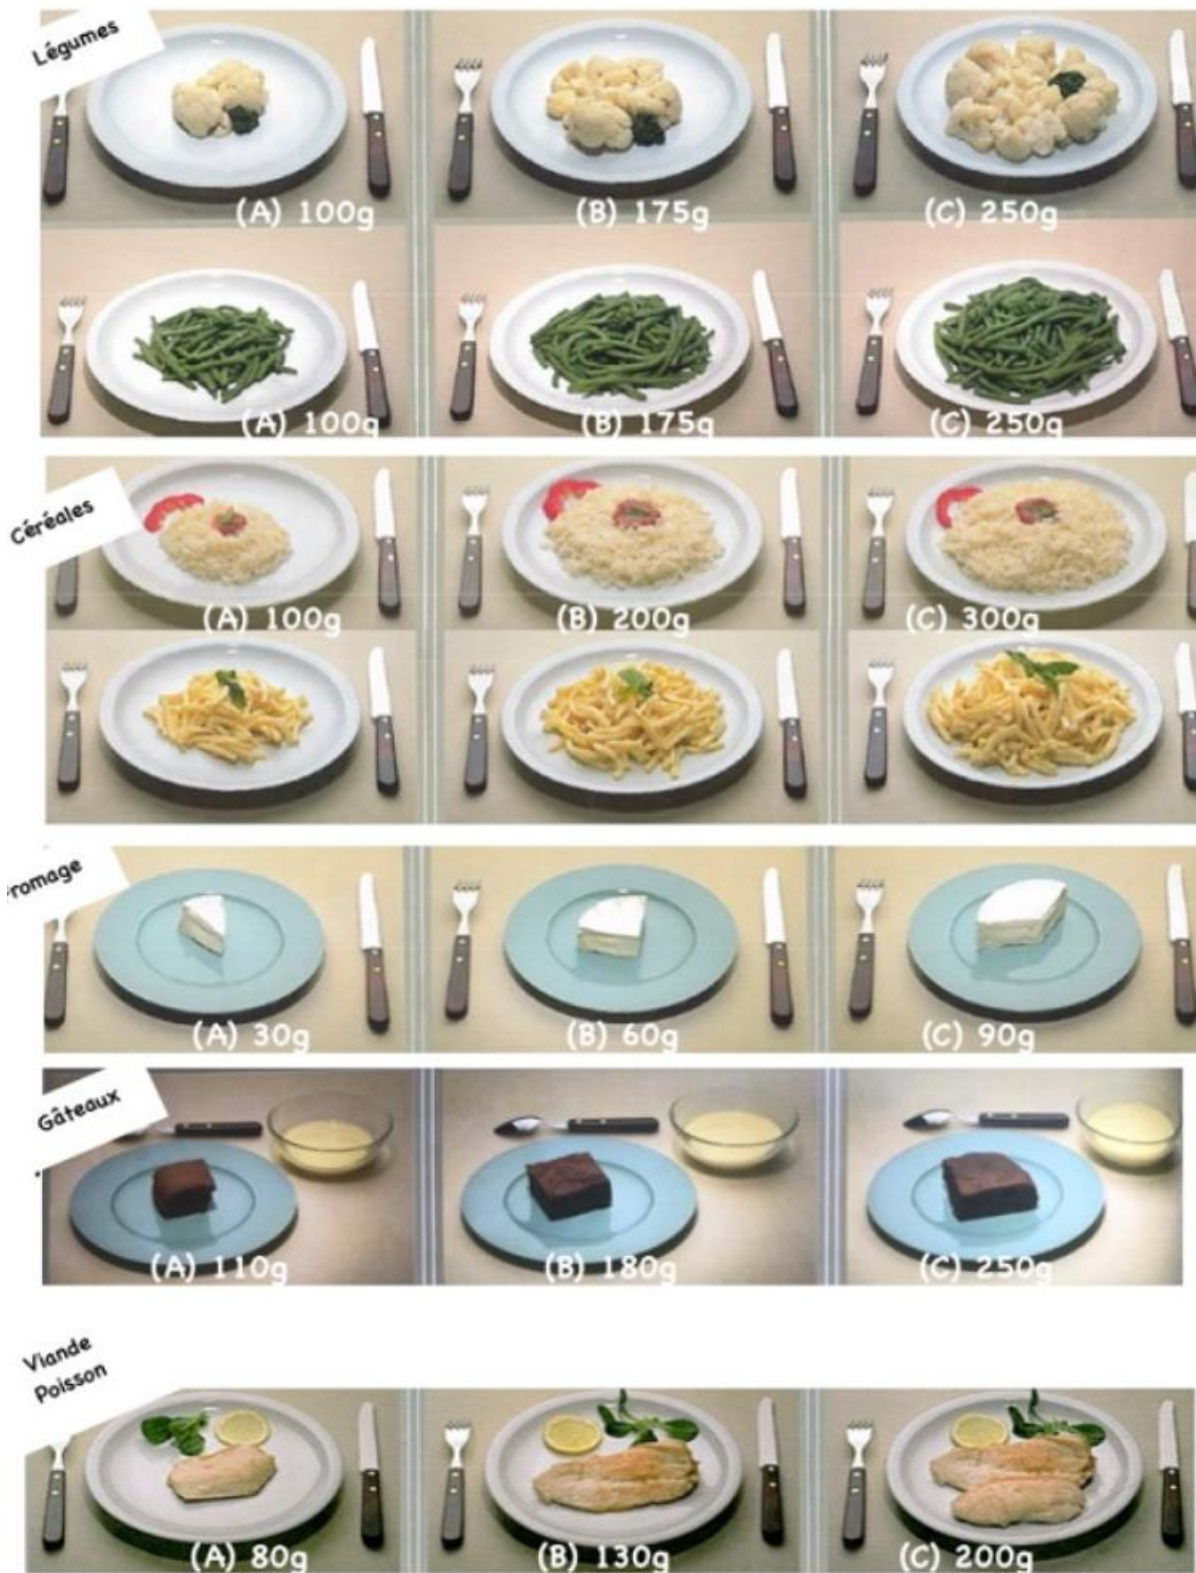 Légumes
(A) 100g (B) 175g (C) 250g
(A) 100g (B) 175g (C) 250g
Céréales
(A) 100g (B) 200g (C) 300g
romage
(A) 30g (B) 60g (C) 90g
Gâteaux
(A) 110g (B) 180g (C) 250g
Viande
Poisson
(A) 80g (B) 130g (C) 200g